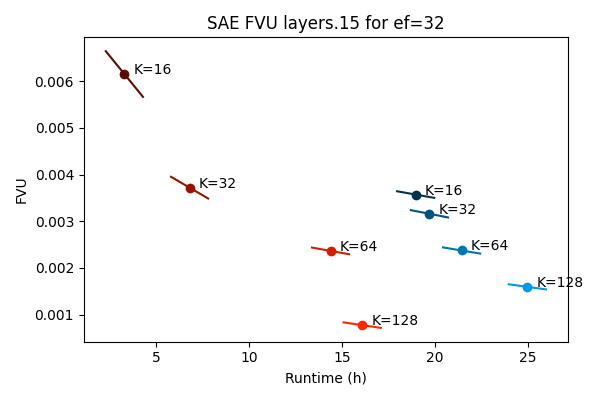 SAE FVU layers.15 for ef=32
FVU
0.006
0.005
0.004
0.003
0.002
0.001
K=16
K=32
K=64
K=128
K=16
K=32
K=64
K=128
5
10
15
20
25
Runtime (h)